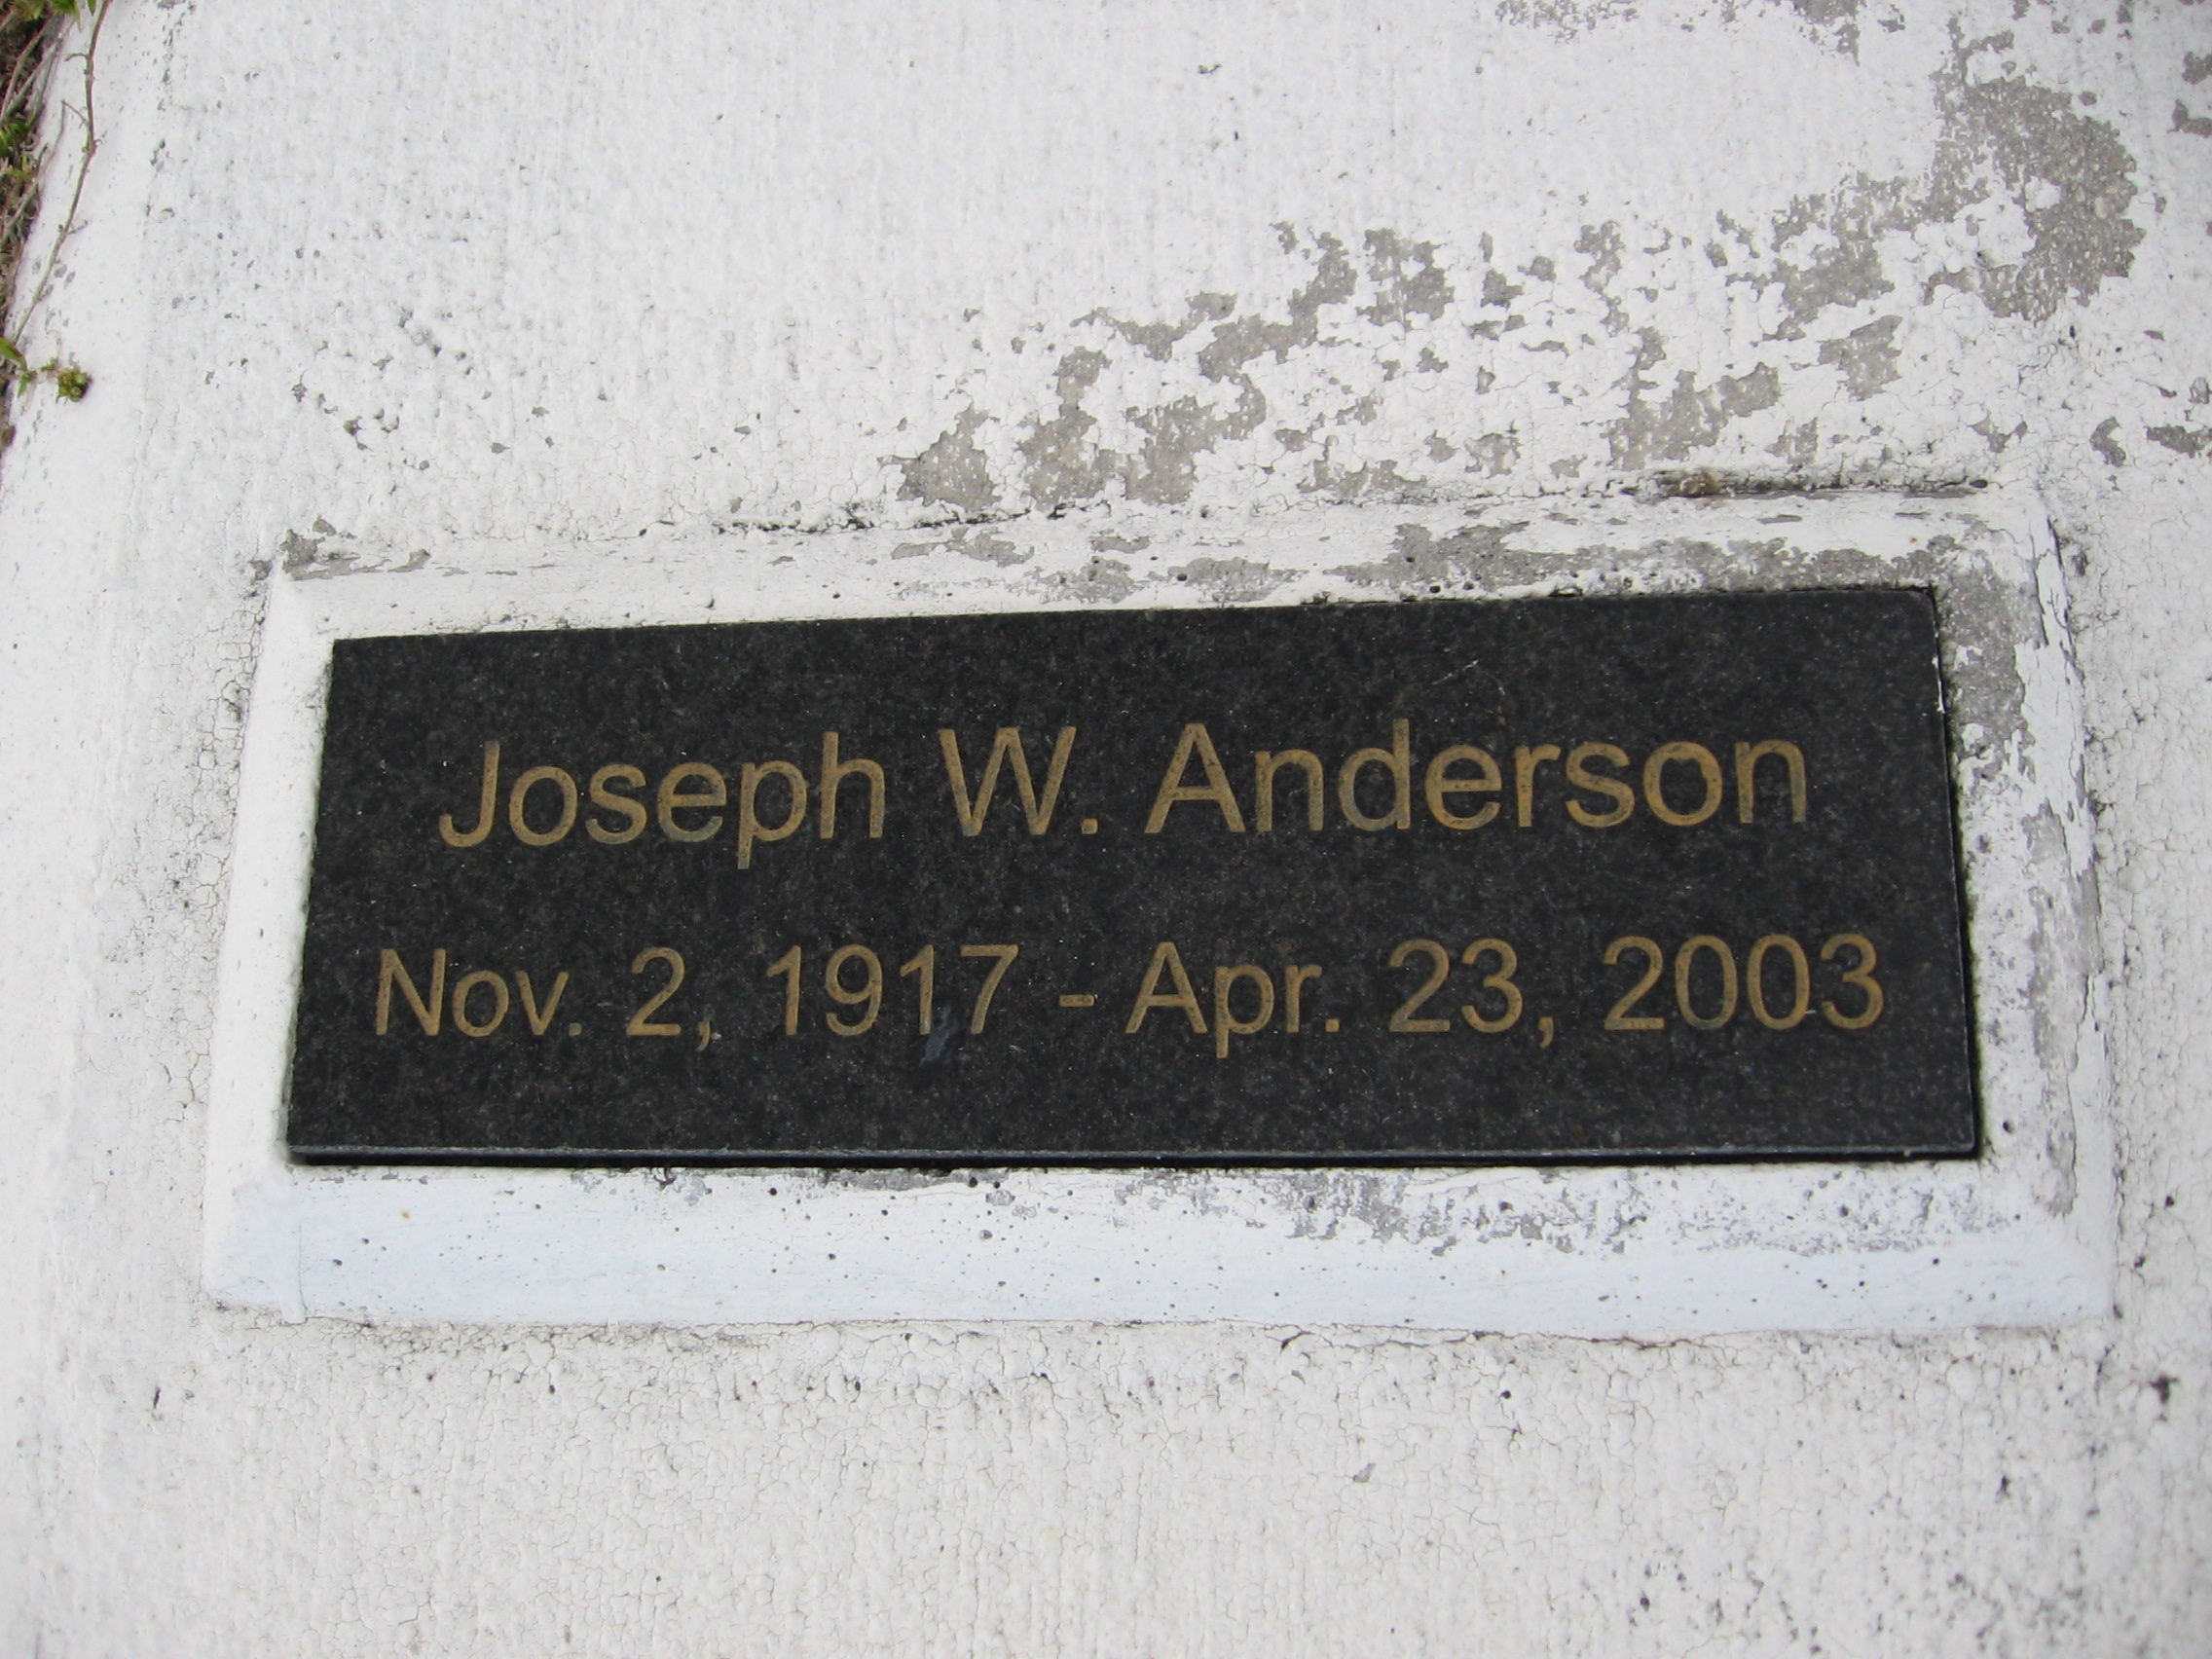 Joseph W. Anderson
Nov. 2, 1917 - Apr. 23, 2003